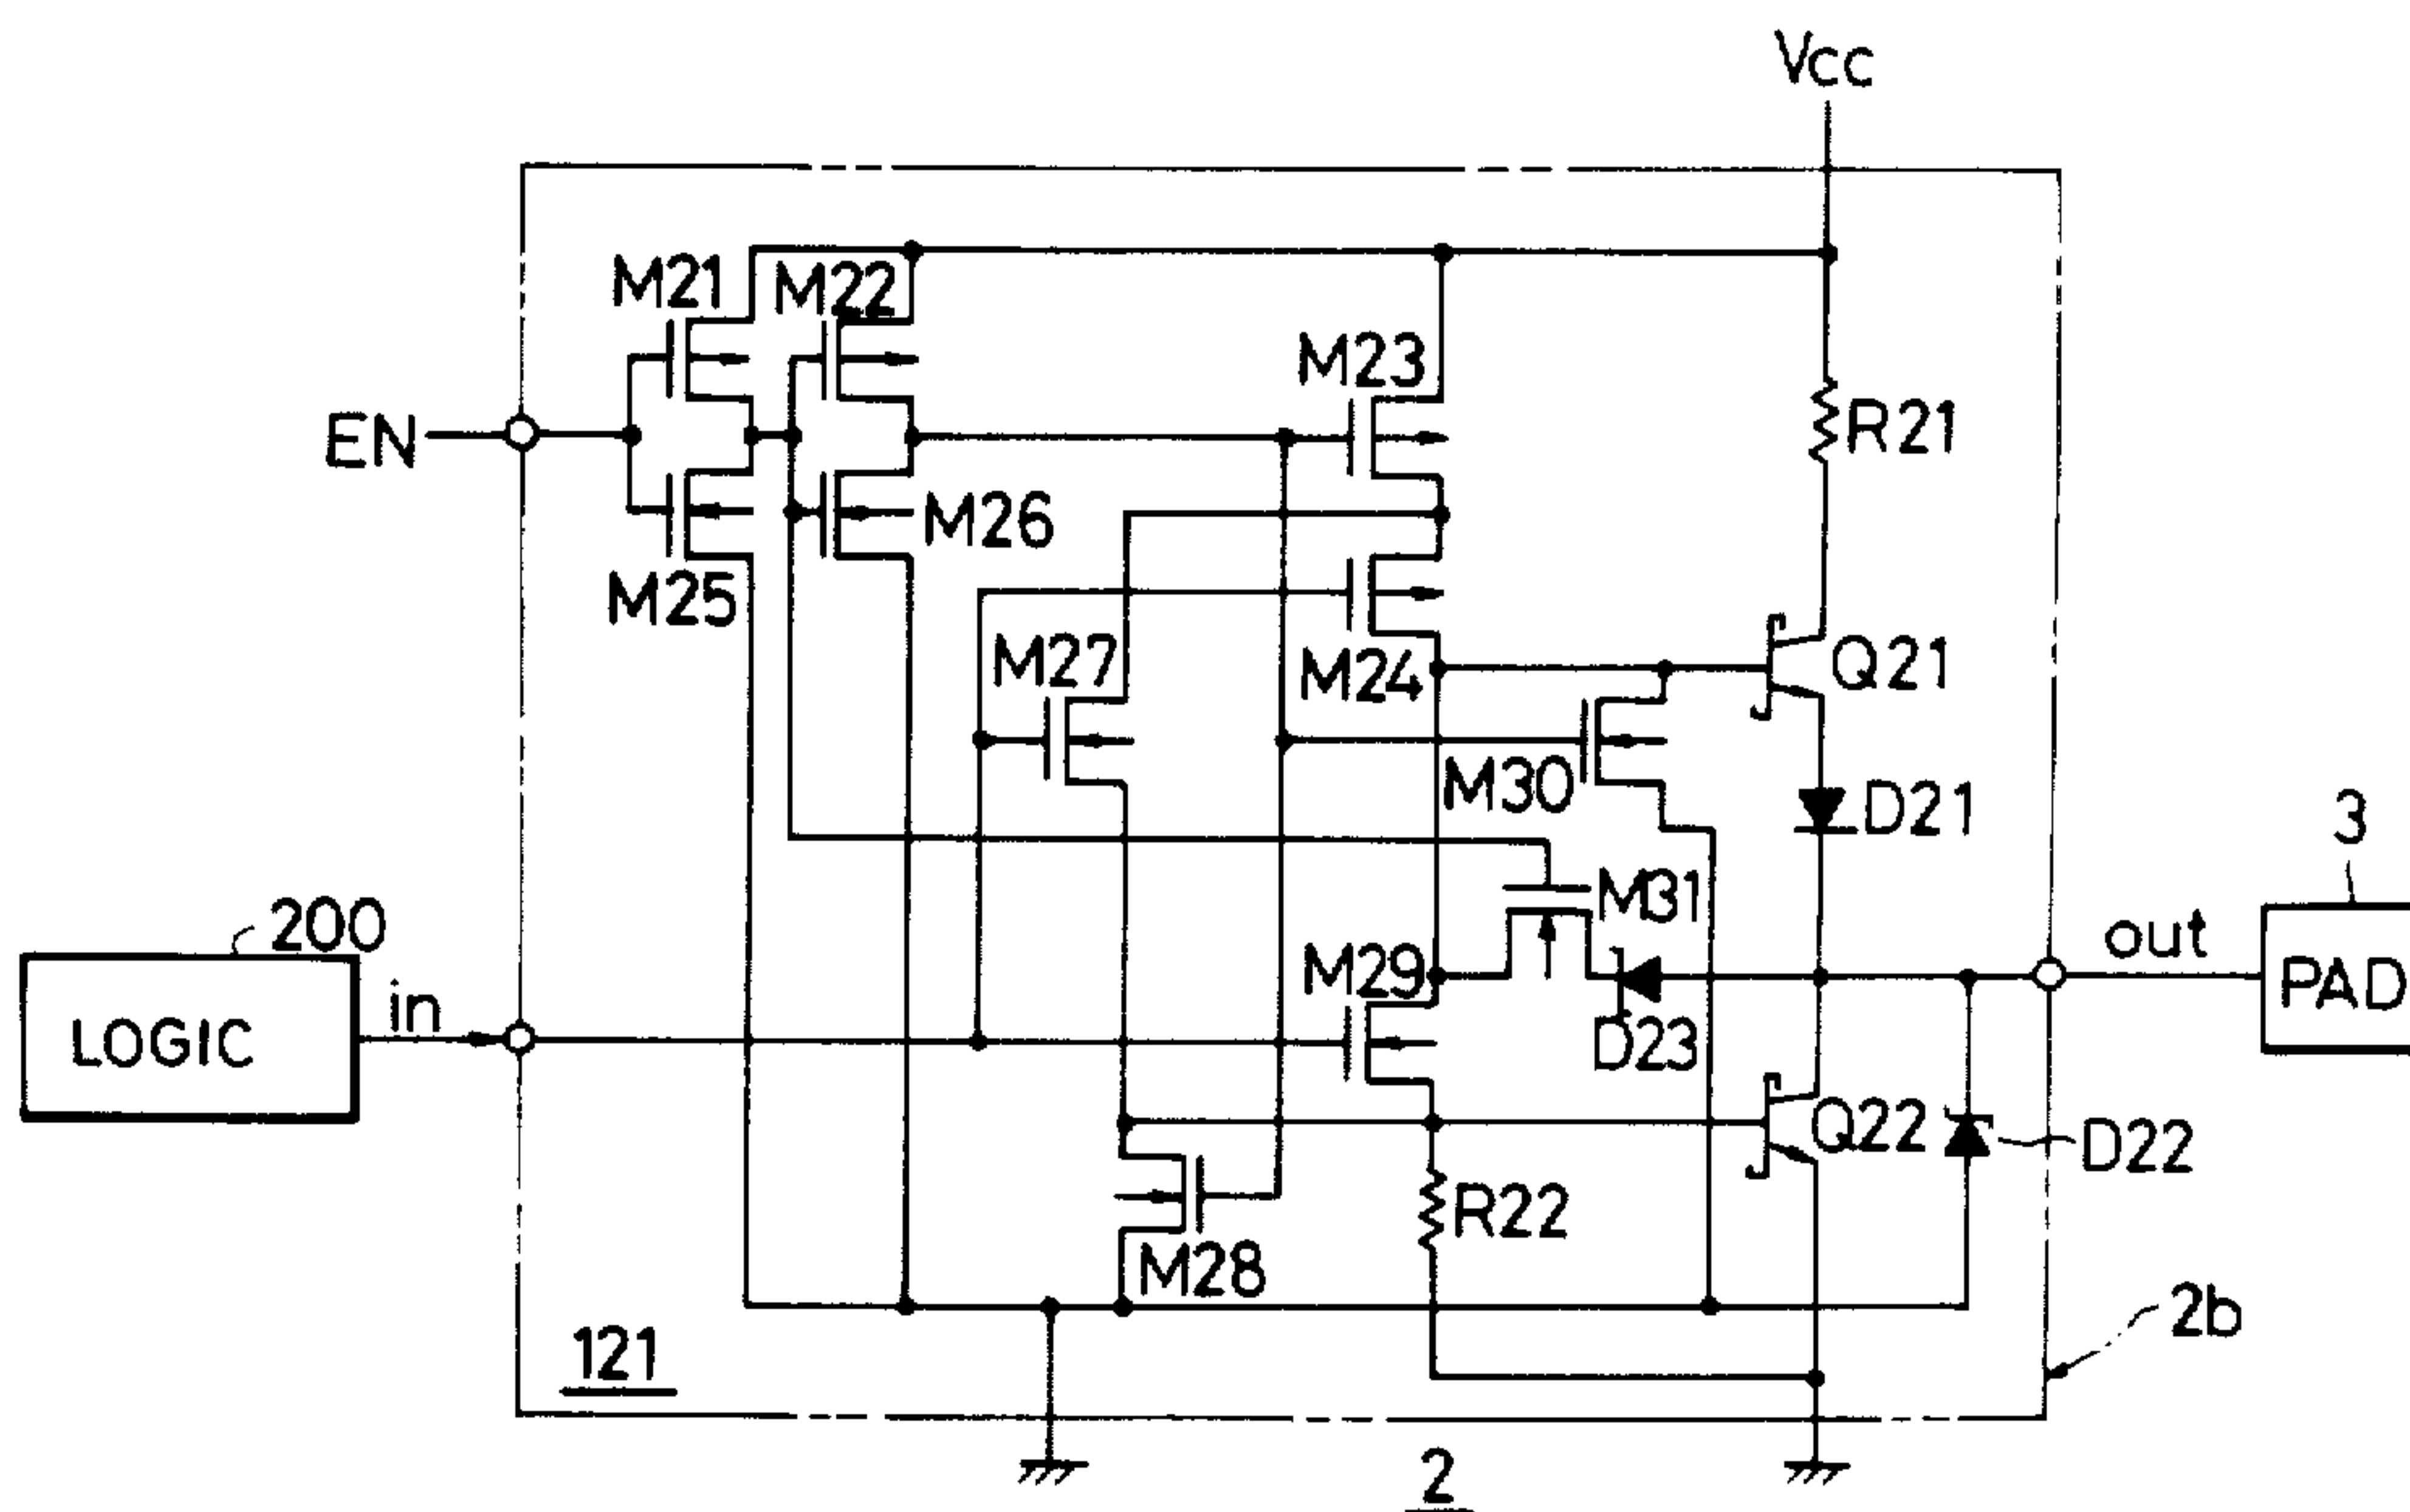 Vcc
M21
M22
M23
EN
R21
M26
M25
M27
M24
Q21
M30
D21
3
M31
200
out
M29
in
PAD
LOGIC
D23
Q22
D22
R22
M28
2b
121
2